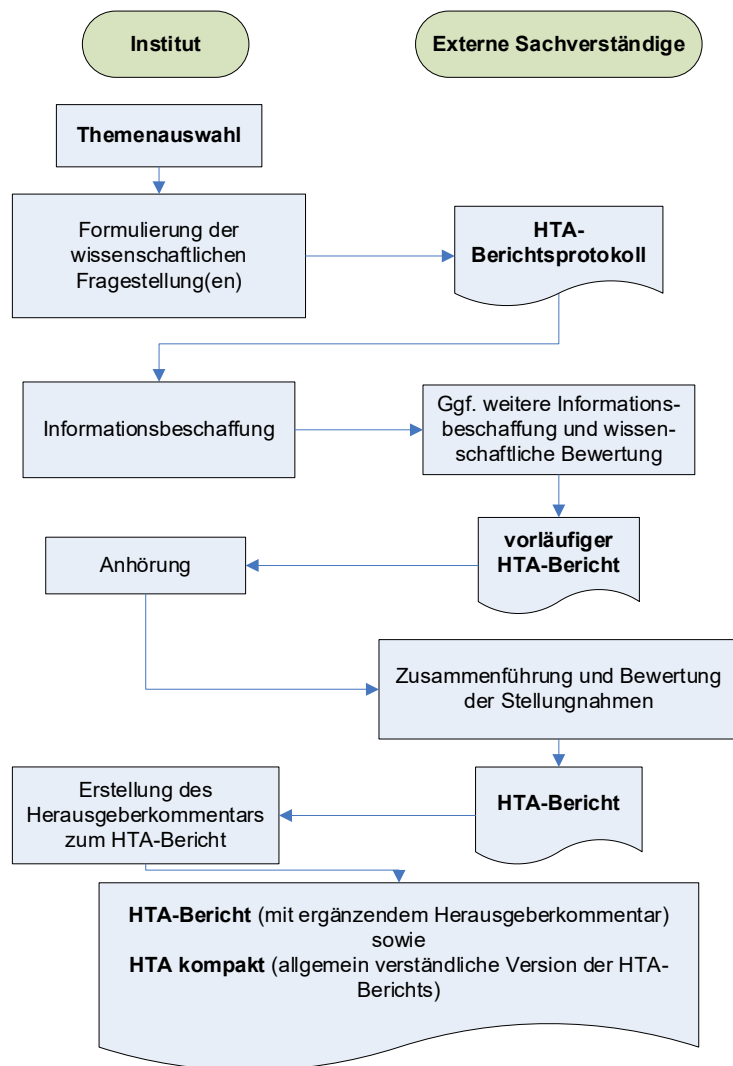 Institut
Externe Sachverständige
Themenauswahl
Formulierung der
wissenschaftlichen
Fragestellung(en)
HTA-
Berichtsprotokoll
Informationsbeschaffung
Ggf. weitere Informations-
beschaffung und wissen-
schaftliche Bewertung
vorläufiger
HTA-Bericht
Anhörung
Zusammenführung und Bewertung
der Stellungnahmen
HTA-Bericht
Erstellung des
Herausgeberkommentars
zum HTA-Bericht
HTA-Bericht (mit ergänzendem Herausgeberkommentar)
sowie
HTA kompakt (allgemein verständliche Version der HTA-
Berichts)